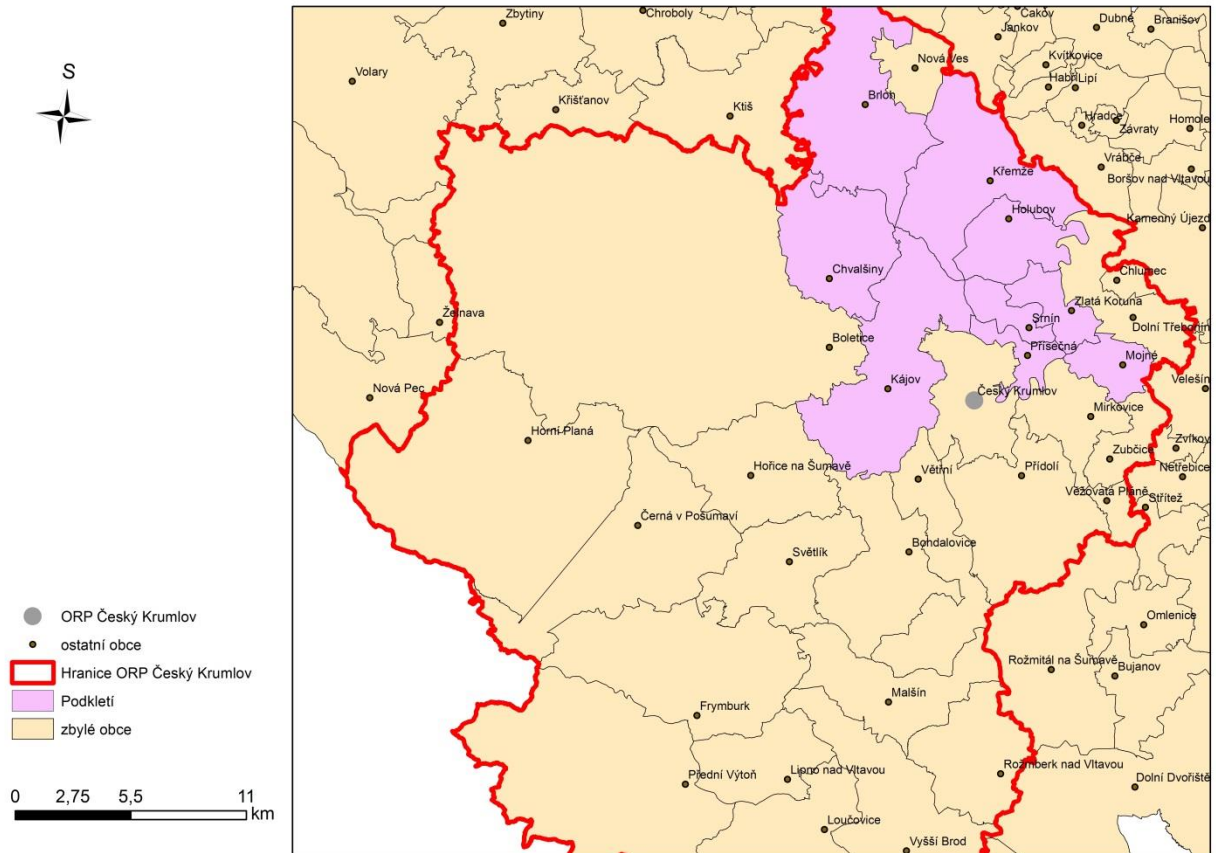 S
ORP Český Krumlov
ostatní obce
Hranice ORP Český Krumlov
Podkletí
zbylé obce
0 2,75 5,5 11
km
Zbytiny
Chroboly
Čakov
Dubné
Branišov
Jankov
Kvítkovice
Volary
Nová Ves
Habří
Lipí
Křišťanov
Ktiš
Brloh
Hradce
Závraty
Homole
Vrábče
Boršov nad Vltavou
Křemže
Holubov
Kamenný Újezd
Chvalšiny
Chlumec
Zlatá Koruna
Dolní Třebonín
Želnava
Srnín
Boletice
Přísečná
Mojné
Nová Pec
Kájov
Český Krumlov
Velešín
Mirkovice
Horní Planá
Zvíkov
Zubčice
Netřebice
Hořice na Šumavě
Větřní
Přídolí
Věžovatá Pláně
Střítež
Černá v Pošumaví
Světlík
Bohdalovice
Omlenice
Rožmitál na Šumavě
Bujanov
Malšín
Frymburk
Přední Výtoň
Lipno nad Vltavou
Rožmberk nad Vltavou
Dolní Dvořiště
Loučovice
Vyšší Brod